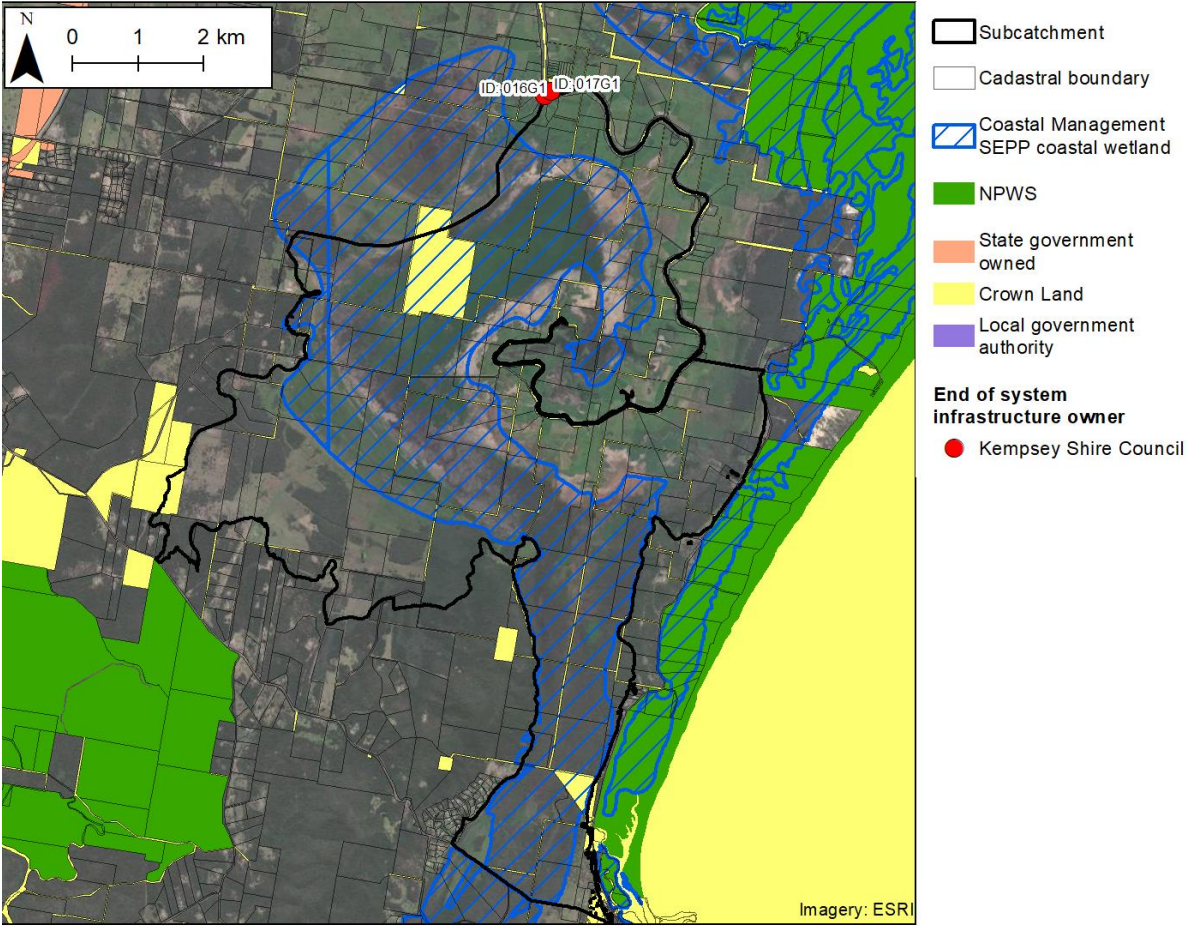 N
0 1 2 km
ID: 016G1 ID: 017G1
Imagery: ESRI
Subcatchment
Cadastral boundary
Coastal Management
SEPP coastal wetland
NPWS
State government
owned
Crown Land
Local government
authority
End of system
infrastructure owner
Kempsey Shire Council